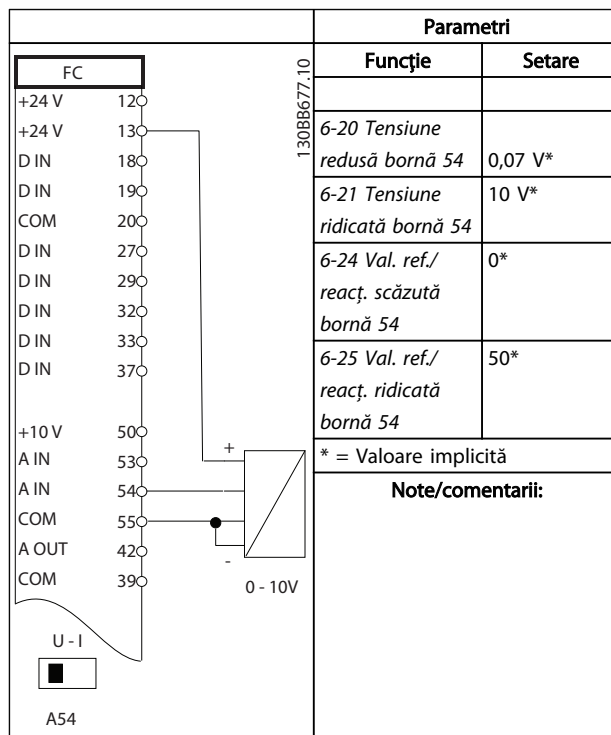 FC
+24 V 12
+24 V 13
D IN 18
D IN 19
COM 20
D IN 27
D IN 29
D IN 32
D IN 33
D IN 37
+10 V 50
A IN 53
A IN 54
COM 55
A OUT 42
COM 39
U - I
A54
+
-
0 - 10V
130BB677.10
Parametri
Funcţie Setare
6-20 Tensiune
redusă bornă 54 0,07 V*
6-21 Tensiune 10 V*
ridicată bornă 54
6-24 Val. ref./ 0*
reacţ. scăzută
bornă 54
6-25 Val. ref./ 50*
reacţ. ridicată
bornă 54
* = Valoare implicită
Note/comentarii: